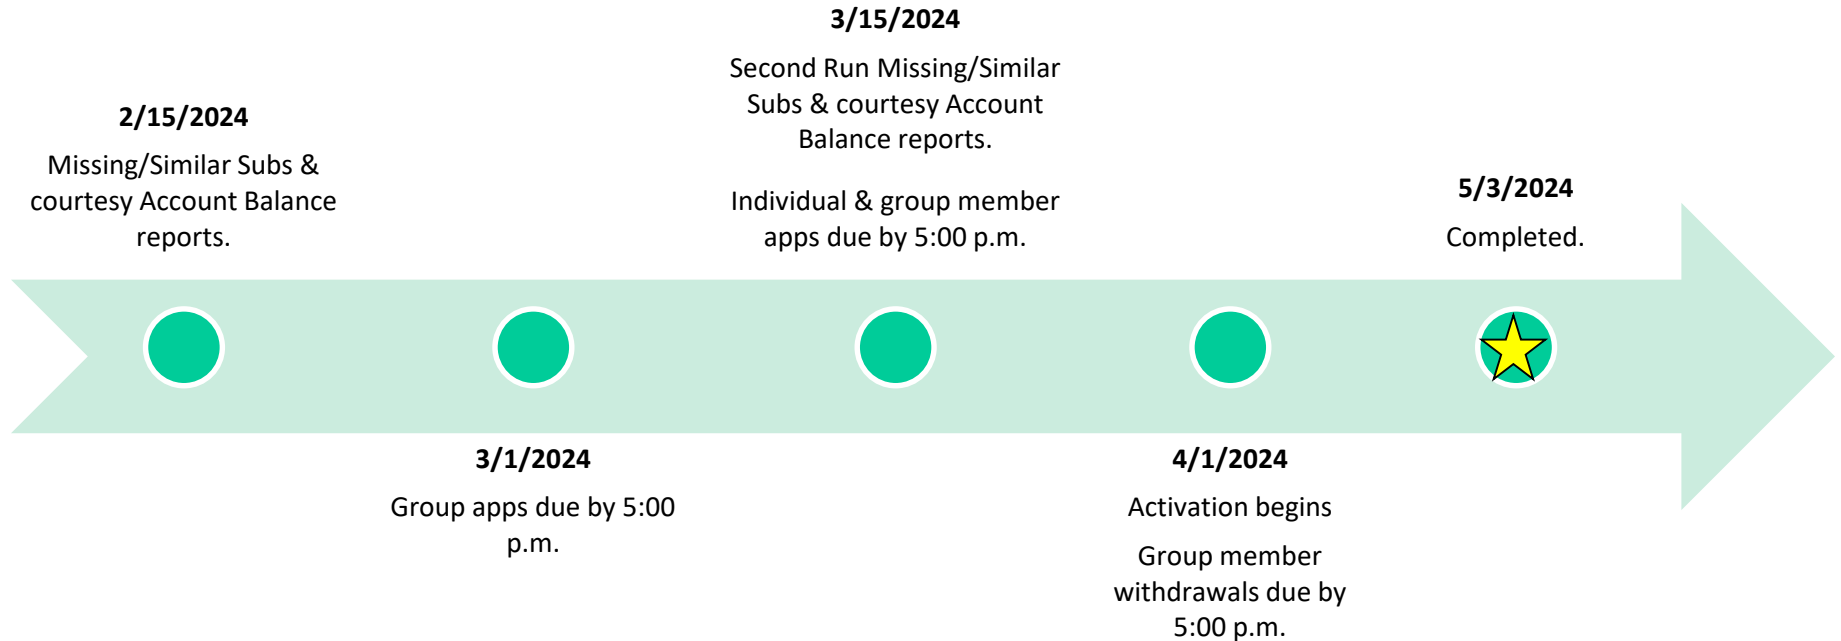 2/15/2024
Missing/Similar Subs &
courtesy Account Balance
reports.
3/1/2024
Group apps due by 5:00
p.m.
3/15/2024
Second Run Missing/Similar
Subs & courtesy Account
Balance reports.
Individual & group member
apps due by 5:00 p.m.
4/1/2024
Activation begins
Group member
withdrawals due by
5:00 p.m.
5/3/2024
Completed.